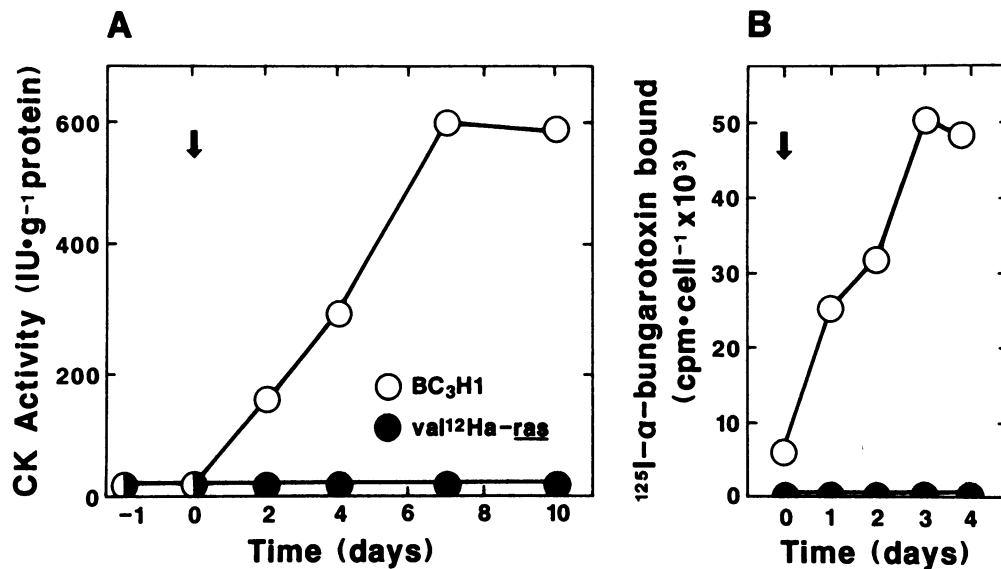 A
CK Activity (IU•g⁻¹protein)
600
400
200
0
-1 0 2 4 6 8 10
Time (days)
BC₃H1
val¹²Ha-ras
B
¹²⁵I-α-bungarotoxin bound
(cpm•cell⁻¹ x10³)
50
40
30
20
10
0
0 1 2 3 4
Time (days)